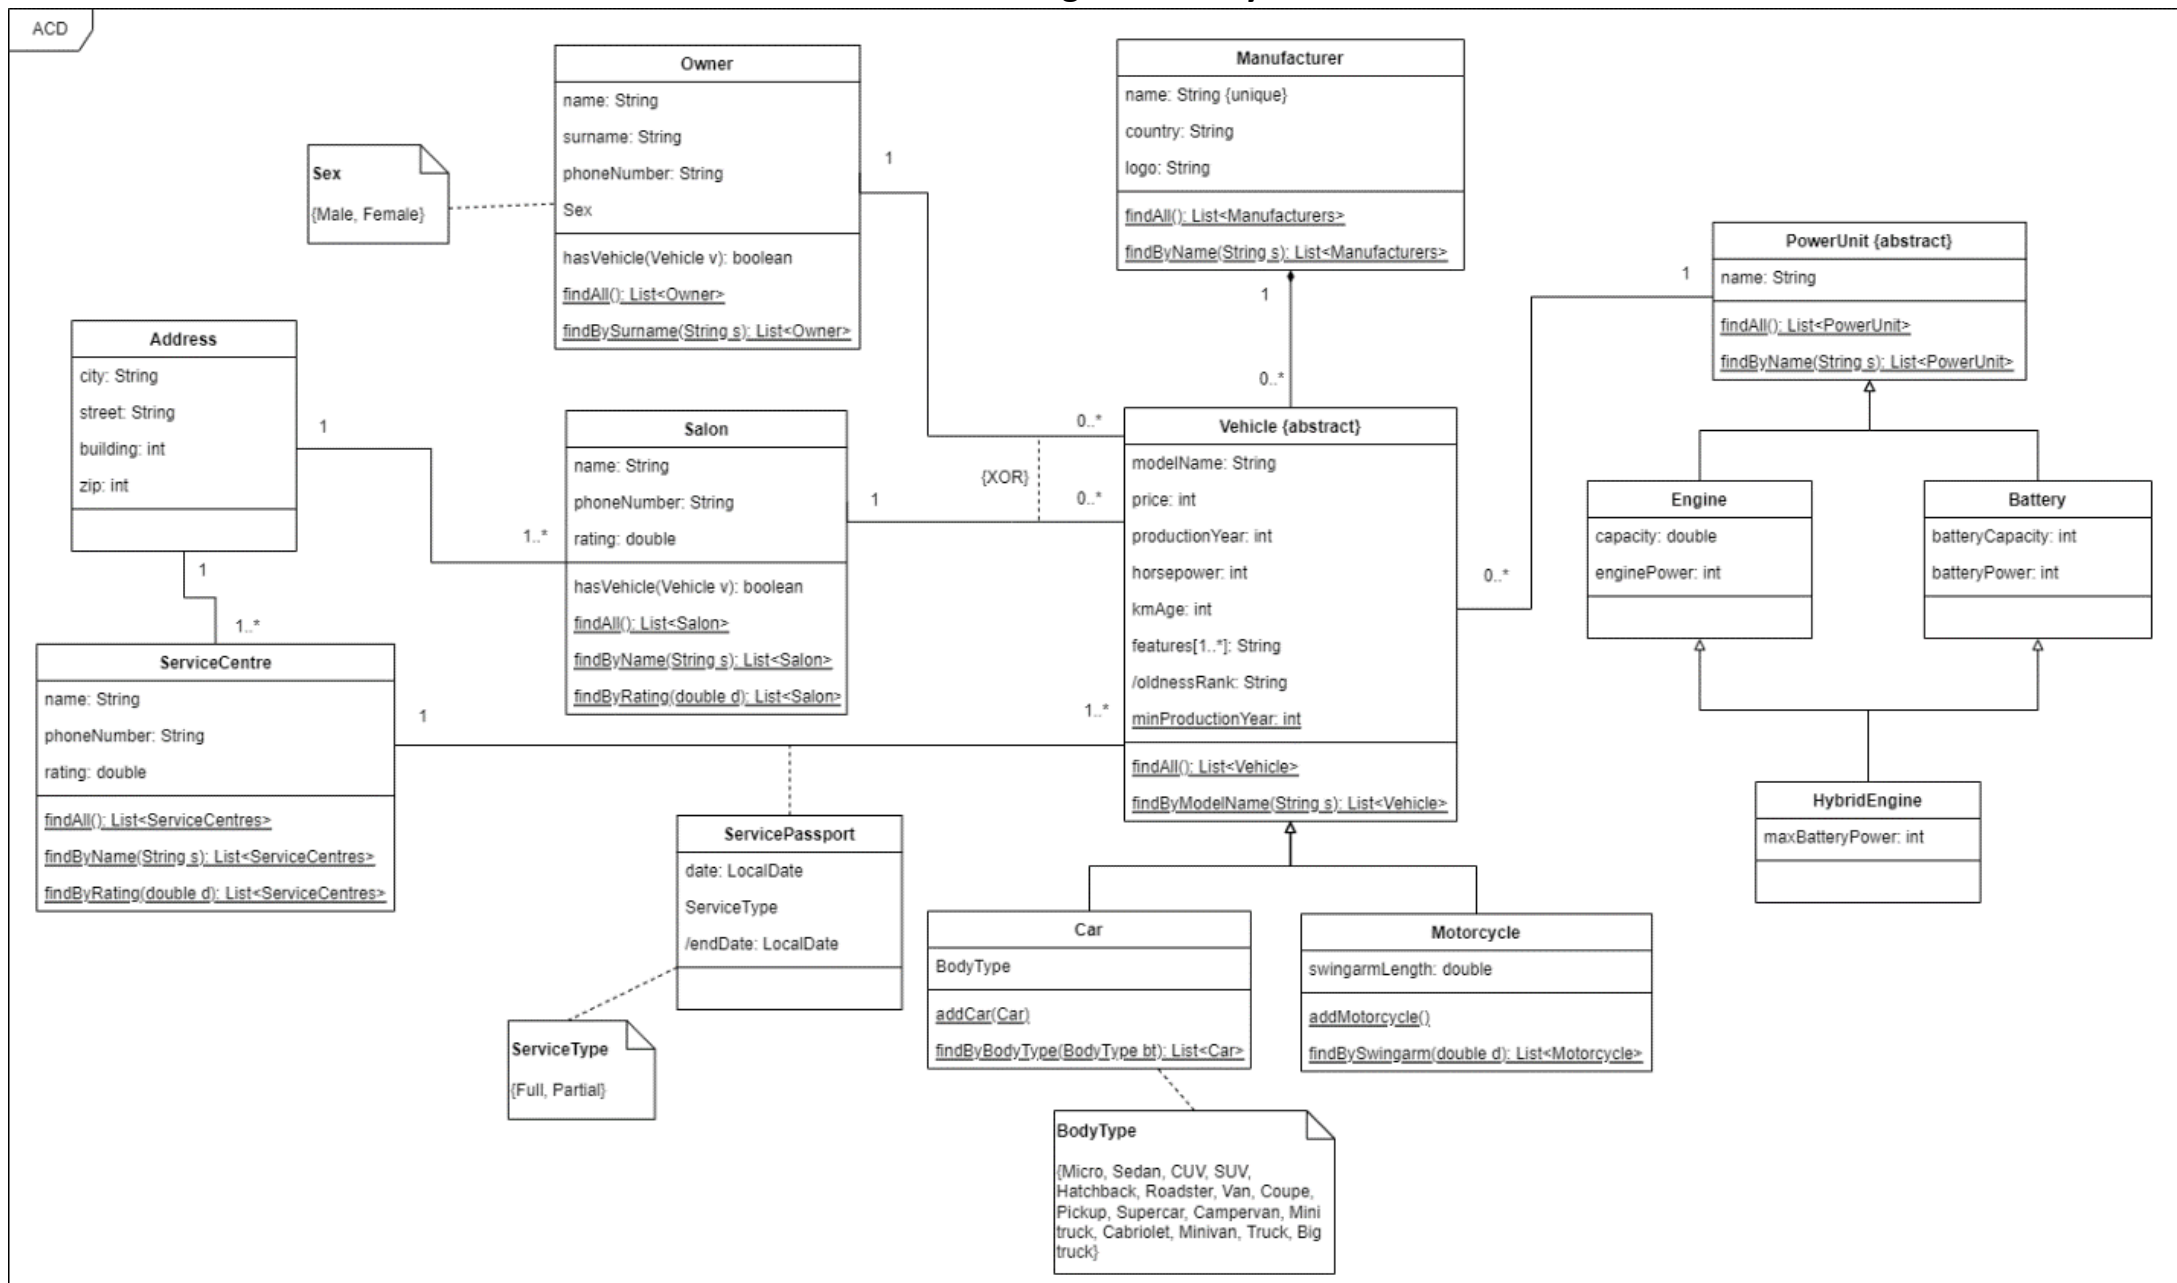 ACD
Owner
name: String
surname: String
phoneNumber: String
Sex
hasVehicle(Vehicle v): boolean
findAll(): List<Owner>
findBySurname(String s): List<Owner>
Sex
{Male, Female}
1
0..*
Manufacturer
name: String {unique}
country: String
logo: String
findAll(): List<Manufacturers>
findByName(String s): List<Manufacturers>
1
0..*
PowerUnit {abstract}
name: String
findAll(): List<PowerUnit>
findByName(String s): List<PowerUnit>
1
0..*
Address
city: String
street: String
building: int
zip: int
1
1..*
1
1..*
Salon
name: String
phoneNumber: String
rating: double
hasVehicle(Vehicle v): boolean
findAll(): List<Salon>
findByName(String s): List<Salon>
findByRating(double d): List<Salon>
1
0..*
{XOR}
Vehicle {abstract}
modelName: String
price: int
productionYear: int
horsepower: int
kmAge: int
features[1..*]: String
/oldnessRank: String
minProductionYear: int
findAll(): List<Vehicle>
findByModelName(String s): List<Vehicle>
Engine
capacity: double
enginePower: int
Battery
batteryCapacity: int
batteryPower: int
HybridEngine
maxBatteryPower: int
ServiceCentre
name: String
phoneNumber: String
rating: double
findAll(): List<ServiceCentres>
findByName(String s): List<ServiceCentres>
findByRating(double d): List<ServiceCentres>
1
1..*
ServicePassport
date: LocalDate
ServiceType
/endDate: LocalDate
ServiceType
{Full, Partial}
Car
BodyType
addCar(Car)
findByBodyType(BodyType bt): List<Car>
Motorcycle
swingarmLength: double
addMotorcycle()
findBySwingarm(double d): List<Motorcycle>
BodyType
{Micro, Sedan, CUV, SUV,
Hatchback, Roadster, Van, Coupe,
Pickup, Supercar, Campervan, Mini
truck, Cabriolet, Minivan, Truck, Big
truck}